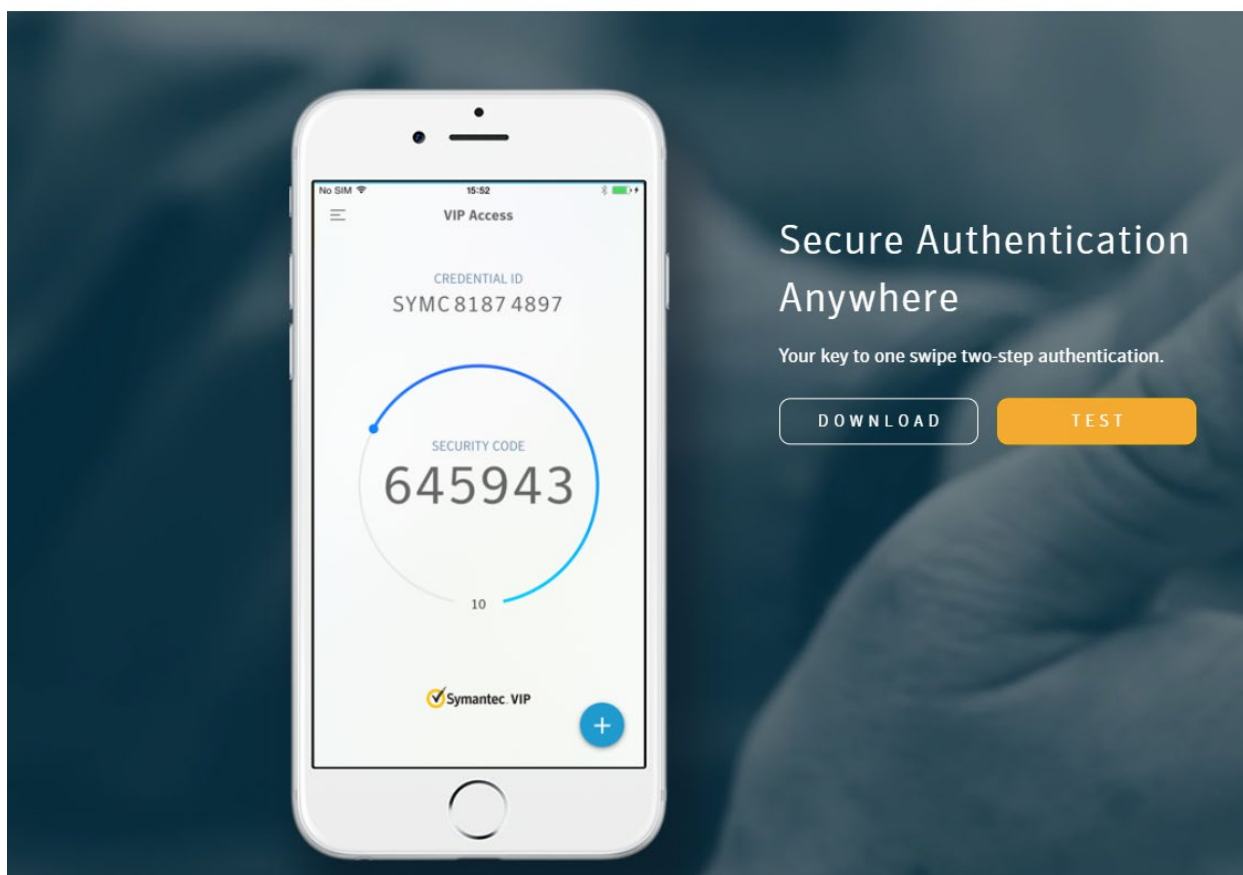 No SIM 15:52
VIP Access
CREDENTIAL ID
SYMC 8187 4897
SECURITY CODE
645943
10
Symantec. VIP
+
Secure Authentication
Anywhere
Your key to one swipe two-step authentication.
DOWNLOAD TEST